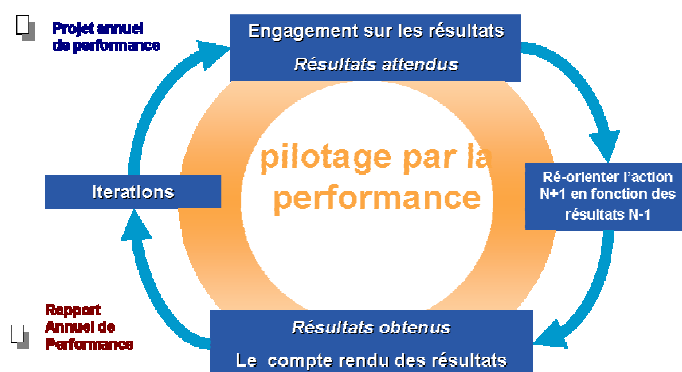 Projet annuel
de performance
Engagement sur les résultats
Résultats attendus
pilotage par la
performance
Iterations
Ré-orienter l'action
N+1 en fonction des
résultats N-1
Rapport
Annuel de
Performance
Résultats obtenus
Le compte rendu des résultats